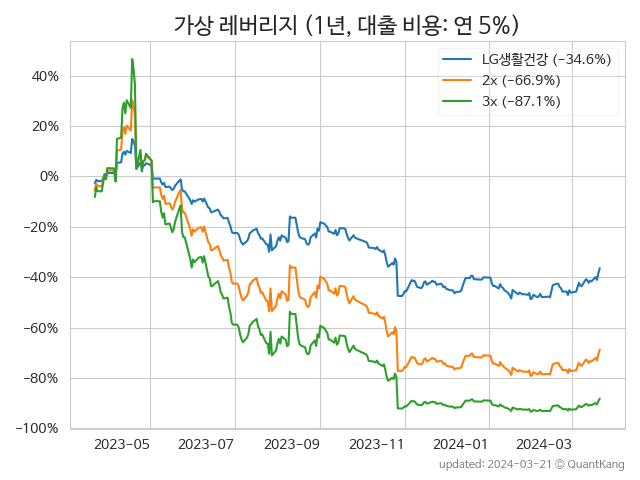 가상 레버리지 (1년, 대출 비용: 연 5%)
LG생활건강 (−34.6%)
2x (−66.9%)
3x (−87.1%)
40%
20%
0%
−20%
−40%
−60%
−80%
−100%
2023-05 2023-07 2023-09 2023-11 2024-01 2024-03
updated: 2024-03-21 © QuantKang